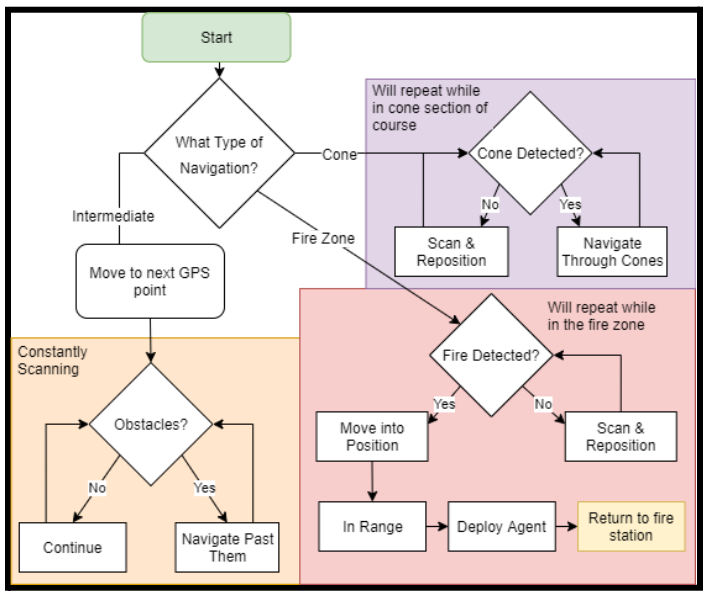 Start
What Type of
Navigation?
Cone
Intermediate
Fire Zone
Will repeat while
in cone section of
course
Cone Detected?
No
Yes
Scan &
Reposition
Navigate
Through Cones
Move to next GPS
point
Constantly
Scanning
Obstacles?
No
Yes
Continue
Navigate Past
Them
Will repeat while
in the fire zone
Fire Detected?
Yes
No
Move into
Position
Scan &
Reposition
In Range
Deploy Agent
Return to fire
station